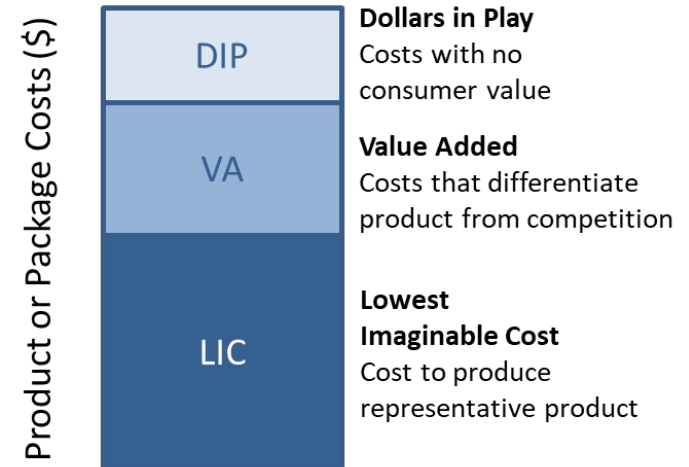 Product or Package Costs ($)
DIP
Dollars in Play
Costs with no
consumer value
VA
Value Added
Costs that differentiate
product from competition
LIC
Lowest
Imaginable Cost
Cost to produce
representative product